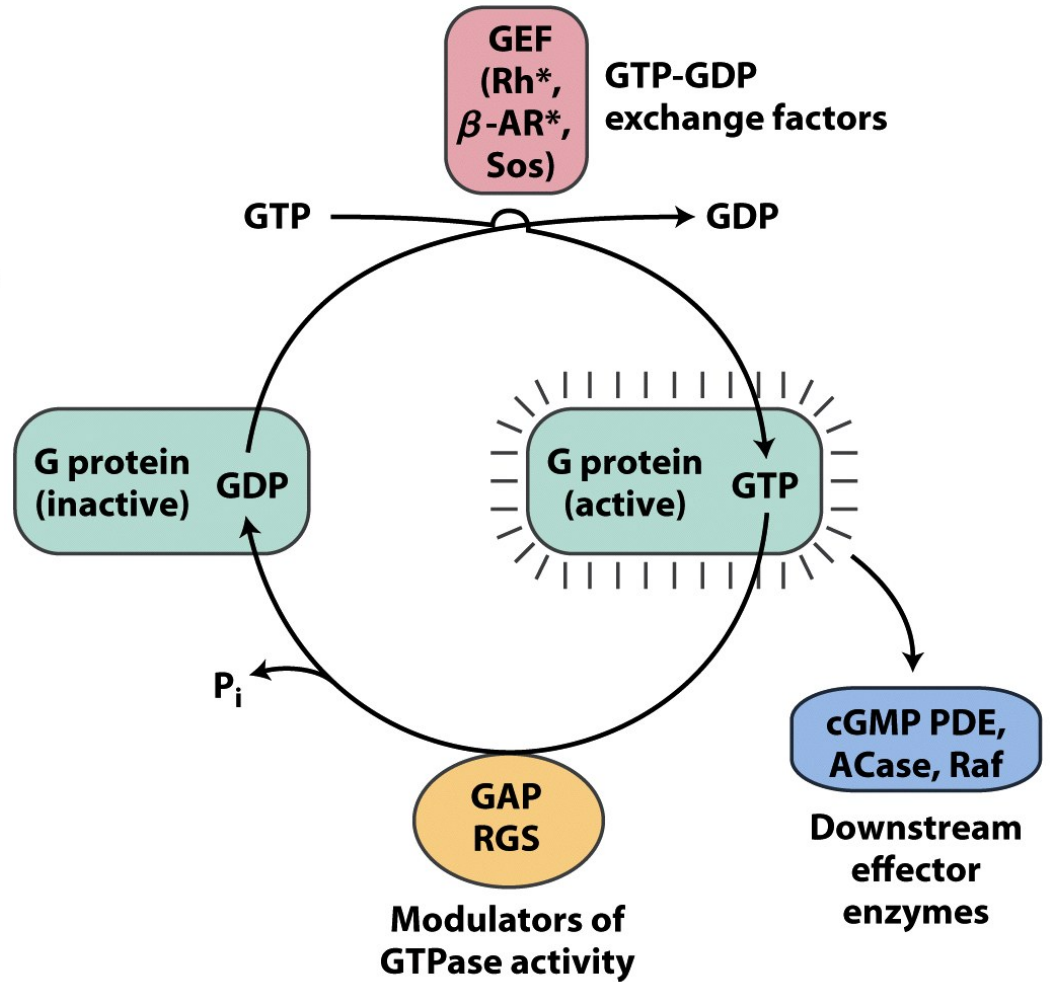 GEF
(Rh*,
β-AR*,
Sos)
GTP-GDP
exchange factors
GTP
GDP
G protein
(inactive)
GDP
G protein
(active)
GTP
Pi
cGMP PDE,
ACase, Raf
Downstream
effector
enzymes
GAP
RGS
Modulators of
GTPase activity